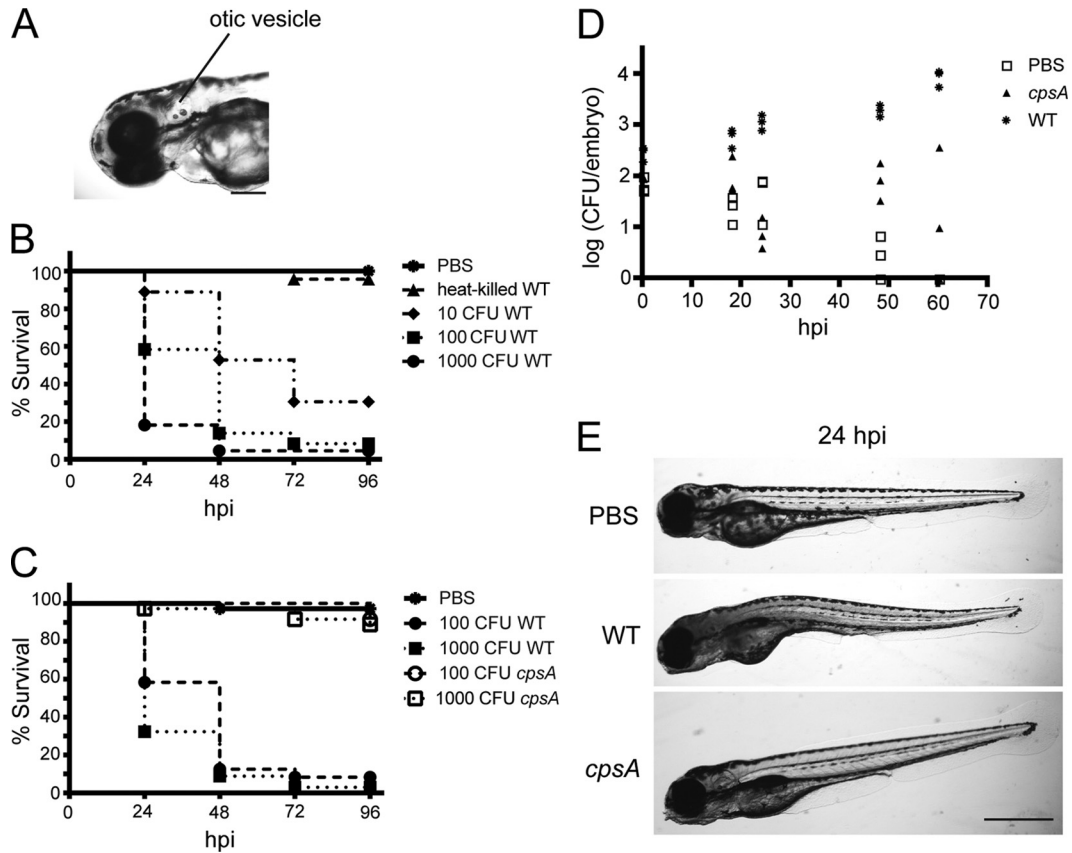 A
otic vesicle
B
100
80
60
40
20
0
% Survival
0 24 48 72 96
hpi
PBS
heat-killed WT
10 CFU WT
100 CFU WT
1000 CFU WT
C
100
80
60
40
20
0
% Survival
0 24 48 72 96
hpi
PBS
100 CFU WT
1000 CFU WT
100 CFU cpsA
1000 CFU cpsA
D
4
3
2
1
0
log (CFU/embryo)
0 10 20 30 40 50 60 70
hpi
PBS
cpsA
WT
E
24 hpi
PBS
WT
cpsA